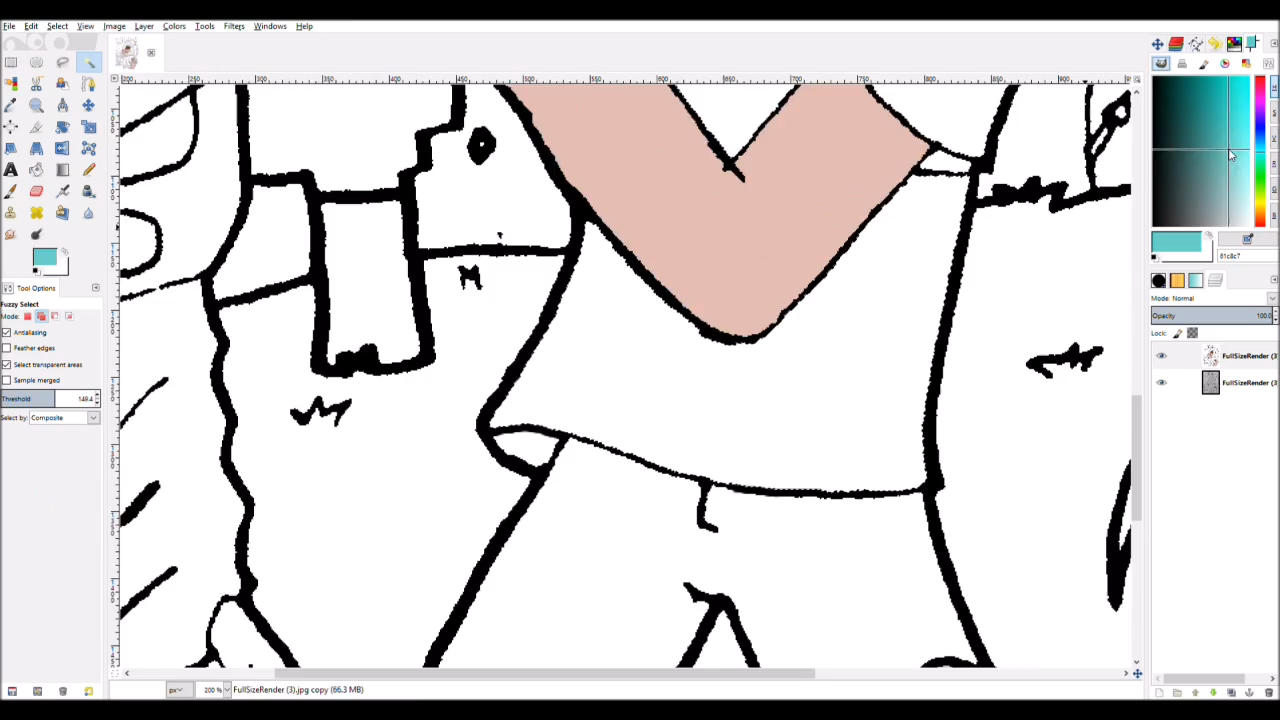 File Edit Select View Image Layer Colors Tools Filters Windows Help
Tool Options
Fuzzy Select
Mode:
Antialiasing
Feather edges
Select transparent areas
Sample merged
Threshold 149.4
Select by: Composite
61c8c7
Mode: Normal
Opacity 100.0
Lock:
FullSizeRender (3)
FullSizeRender (3)
px 200 % FullSizeRender (3).jpg copy (66.3 MB)